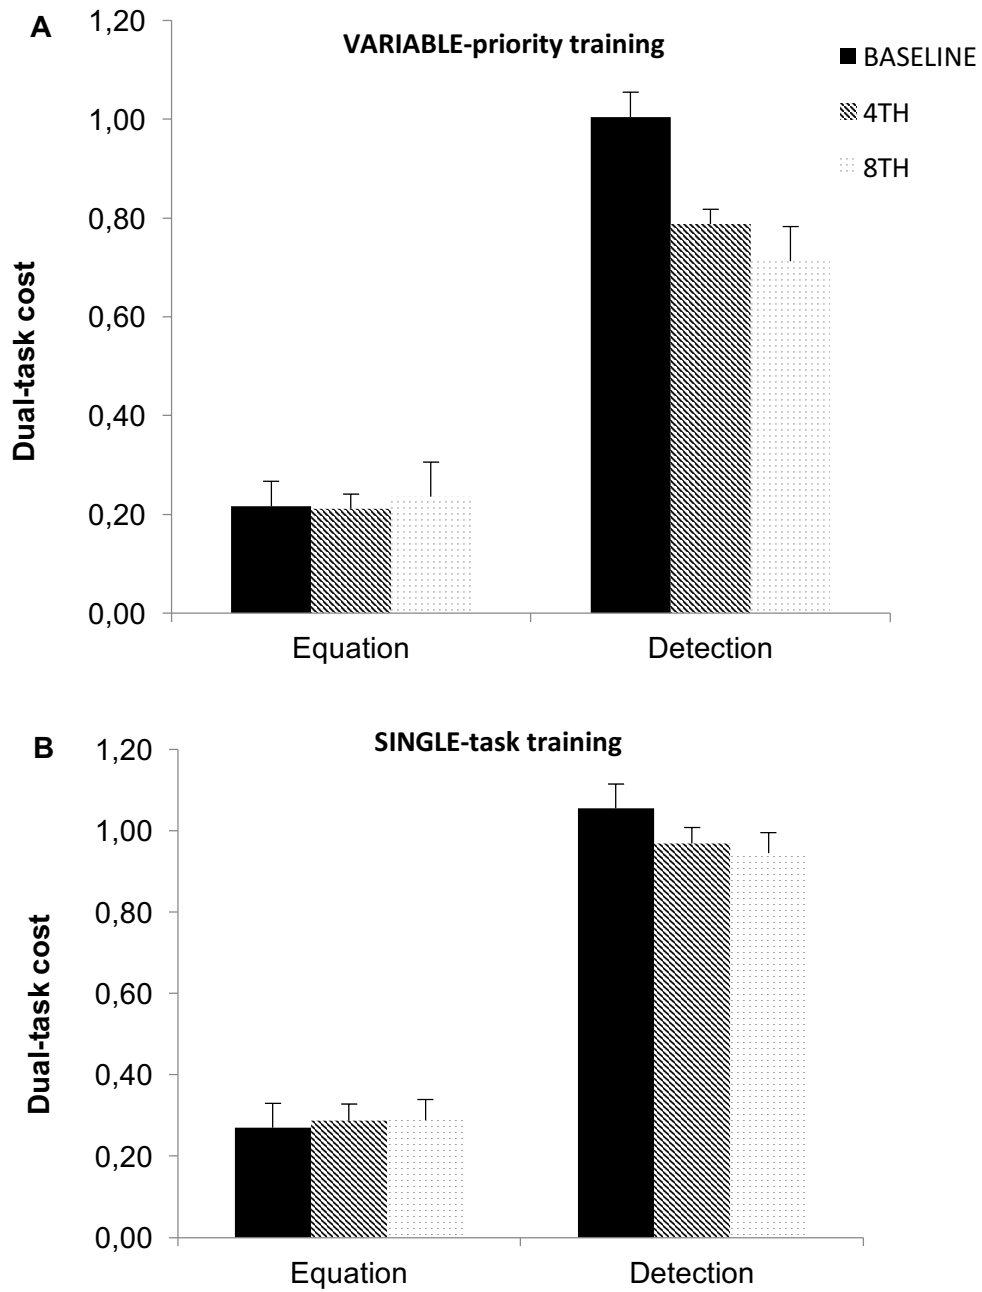 A
VARIABLE-priority training
BASELINE
4TH
8TH
Dual-task cost
1,20
1,00
0,80
0,60
0,40
0,20
0,00
Equation
Detection
B
SINGLE-task training
Dual-task cost
1,20
1,00
0,80
0,60
0,40
0,20
0,00
Equation
Detection